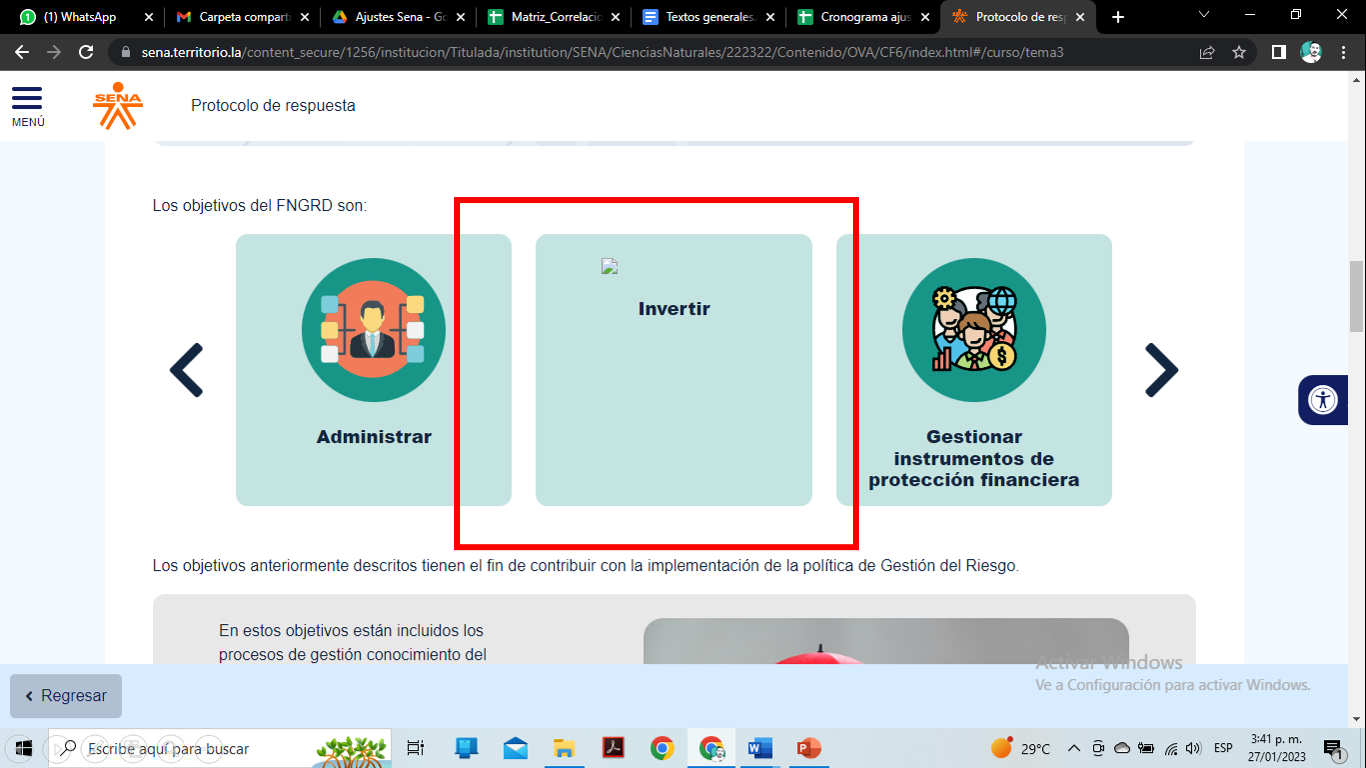 (1) WhatsApp
Carpeta comparti
Ajustes Sena - Go
Matriz_Correlacio
Textos generales.
Cronograma ajus
Protocolo de resp
sena.territorio.la/content_secure/1256/institucion/Titulada/institution/SENA/CienciasNaturales/222322/Contenido/OVA/CF6/index.html#/curso/tema3
MENÚ
SENA
Protocolo de respuesta
Los objetivos del FNGRD son:
Administrar
Invertir
Gestionar
instrumentos de
protección financiera
Los objetivos anteriormente descritos tienen el fin de contribuir con la implementación de la política de Gestión del Riesgo.
En estos objetivos están incluidos los
procesos de gestión conocimiento del
Activar Windows
Ve a Configuración para activar Windows.
Regresar
Escribe aquí para buscar
29°C
ESP
3:41 p. m.
27/01/2023
1